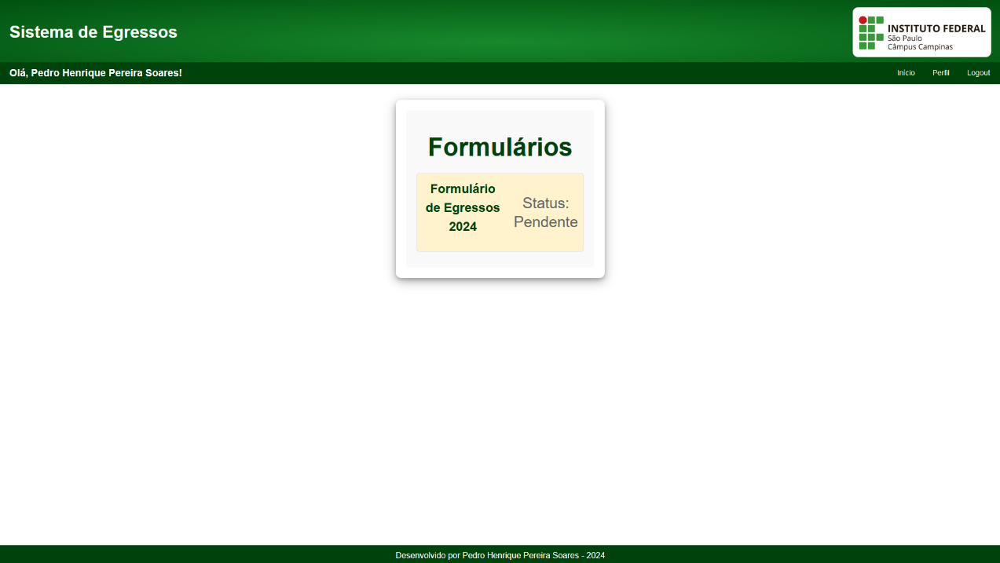 Sistema de Egressos
INSTITUTO FEDERAL
São Paulo
Câmpus Campinas
Olá, Pedro Henrique Pereira Soares!
Início Perfil Logout
Formulários
Formulário
de Egressos
2024
Status:
Pendente
Desenvolvido por Pedro Henrique Pereira Soares - 2024